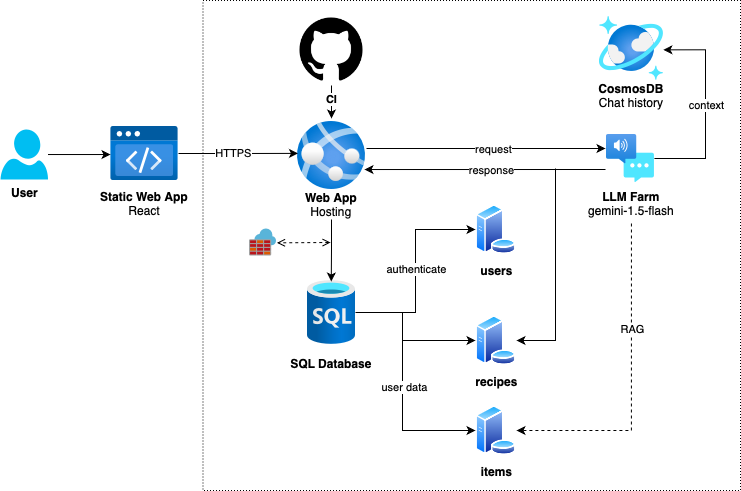 CosmosDB
Chat history
CI
context
HTTPS
request
response
User
Static Web App
React
Web App
Hosting
LLM Farm
gemini-1.5-flash
authenticate
users
SQL
SQL Database
RAG
recipes
user data
items